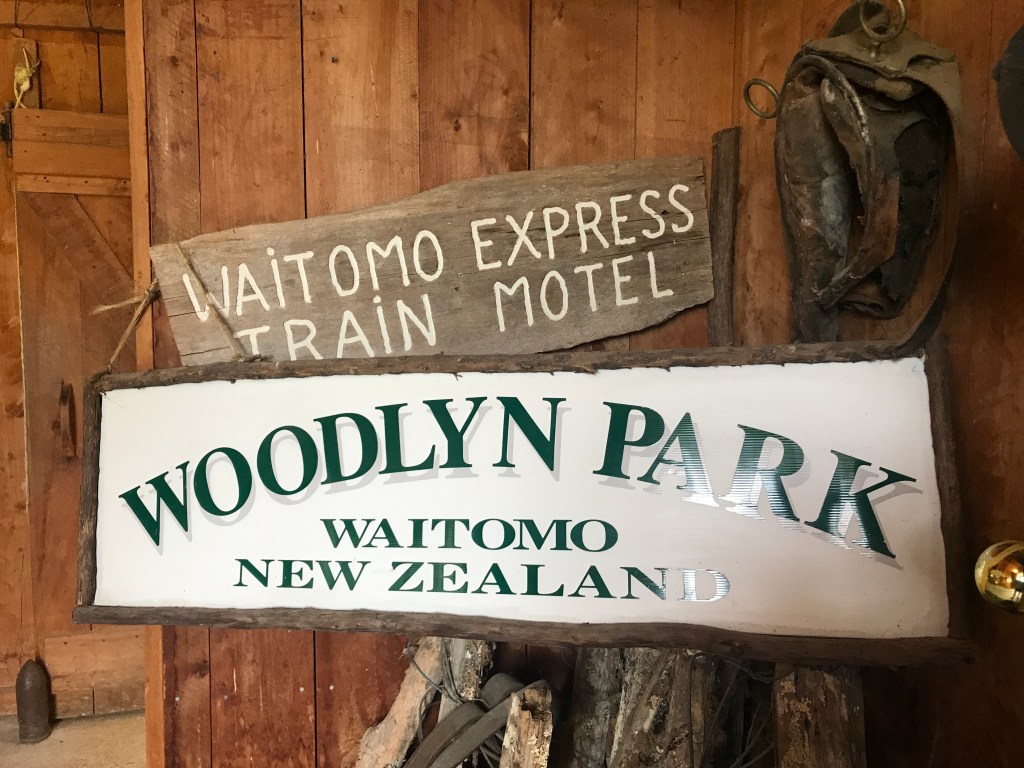 WAiTOMO EXPRESS
TRAiN MOTEL
WOODLYN PARK
WAITOMO
NEW ZEALAND